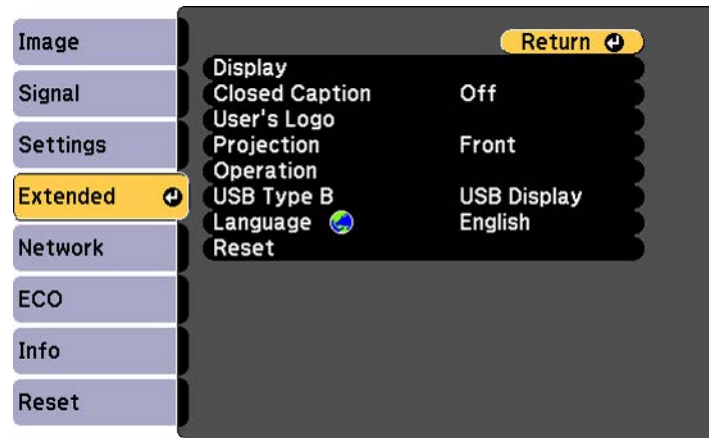 Image
Signal
Settings
Extended
Network
ECO
Info
Reset
Return
Display
Closed Caption Off
User's Logo
Projection Front
Operation
USB Type B USB Display
Language English
Reset